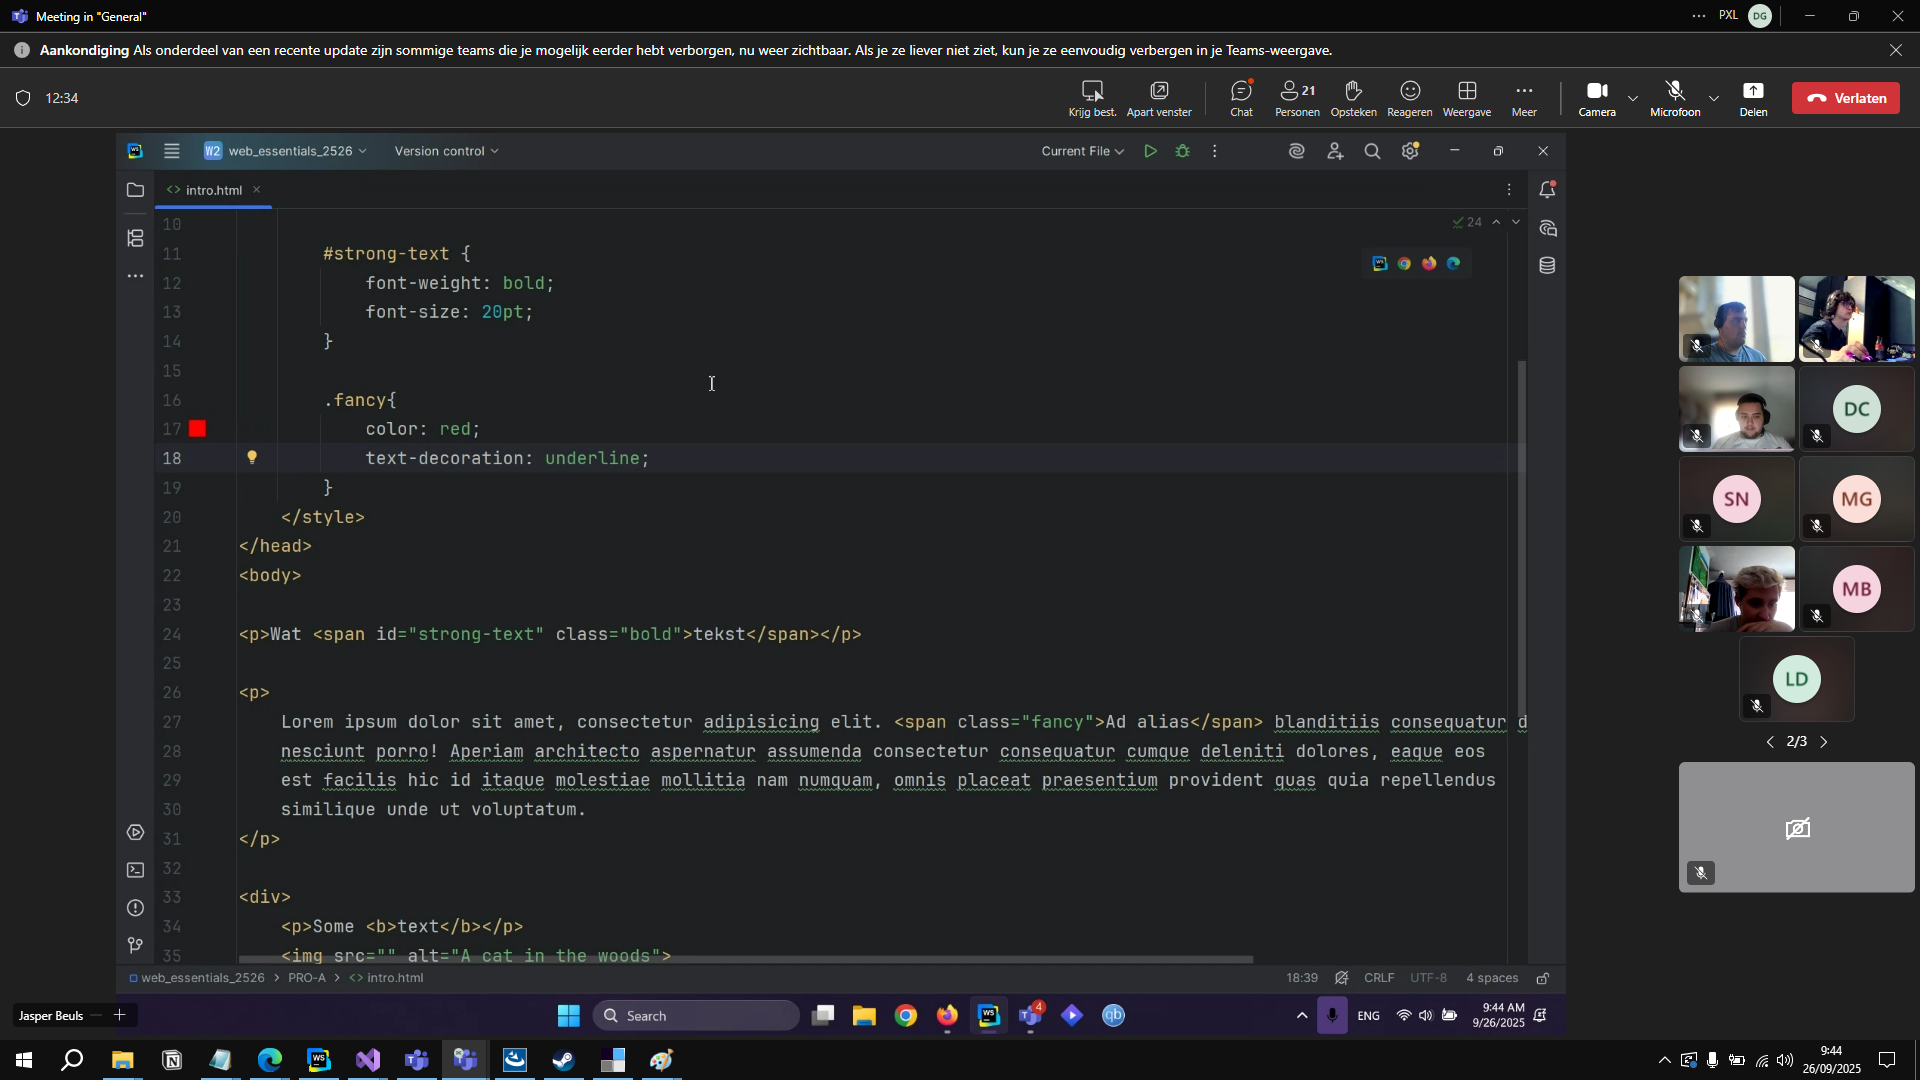 Meeting in "General"
PXL
DG
Aankondiging Als onderdeel van een recente update zijn sommige teams die je mogelijk eerder hebt verborgen, nu weer zichtbaar. Als je ze liever niet ziet, kun je ze eenvoudig verbergen in je Teams-weergave.
12:34
Krijg best.
Apart venster
Chat
21
Personen
Opsteken
Reageren
Weergave
Meer
Camera
Microfoon
Delen
Verlaten
WS
W2 web_essentials_2526
Version control
Current File
<> intro.html
24
10
11 #strong-text {
12 font-weight: bold;
13 font-size: 20pt;
14 }
15
16 .fancy{
17 color: red;
18 text-decoration: underline;
19 }
20 </style>
21 </head>
22 <body>
23
24 <p>Wat <span id="strong-text" class="bold">tekst</span></p>
25
26 <p>
27 Lorem ipsum dolor sit amet, consectetur adipisicing elit. <span class="fancy">Ad alias</span> blanditiis consequatur d
28 nesciunt porro! Aperiam architecto aspernatur assumenda consectetur consequatur cumque deleniti dolores, eaque eos
29 est facilis hic id itaque molestiae mollitia nam numquam, omnis placeat praesentium provident quas quia repellendus
30 similique unde ut voluptatum.
31 </p>
32
33 <div>
34 <p>Some <b>text</b></p>
35 <img src="" alt="A cat in the woods">
DC
SN
MG
MB
LD
2/3
web_essentials_2526 > PRO-A > <> intro.html
18:39
CRLF
UTF-8
4 spaces
Jasper Beuls
Search
WS
4
qb
ENG
9:44 AM
9/26/2025
WS
9:44
26/09/2025